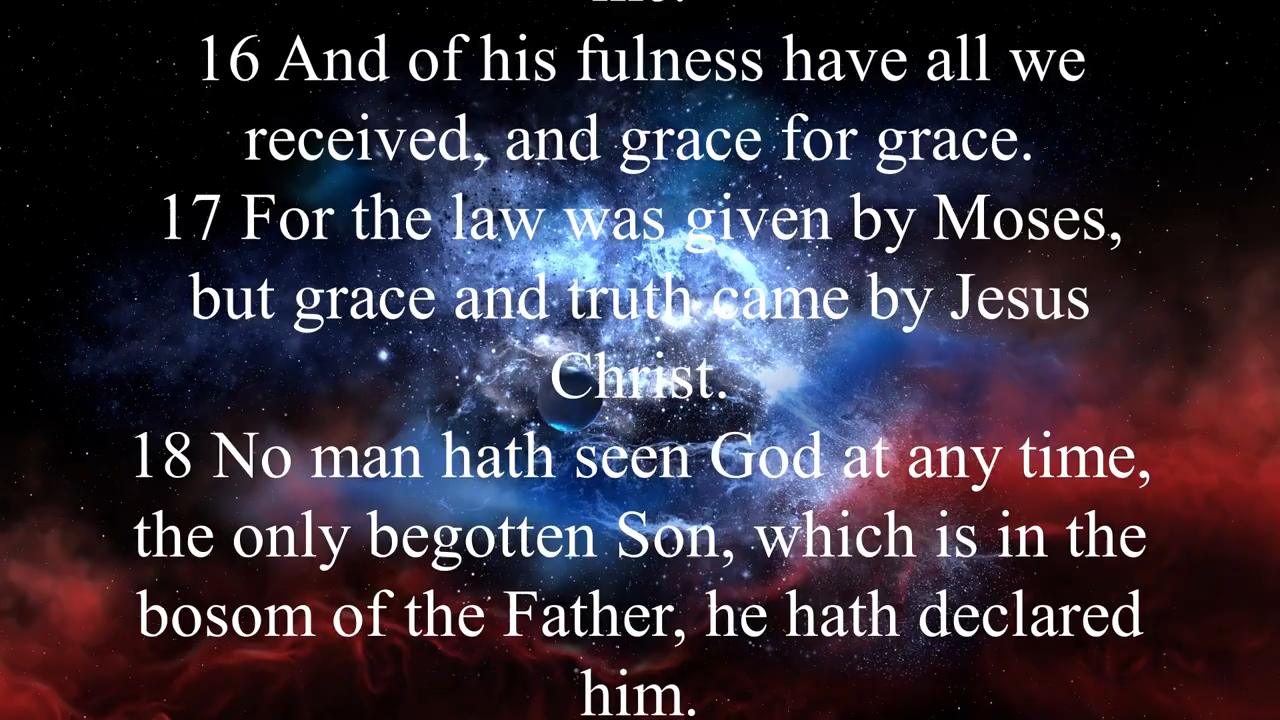 16 And of his fulness have all we
received, and grace for grace.
17 For the law was given by Moses,
but grace and truth came by Jesus
Christ.
18 No man hath seen God at any time,
the only begotten Son, which is in the
bosom of the Father, he hath declared
him.